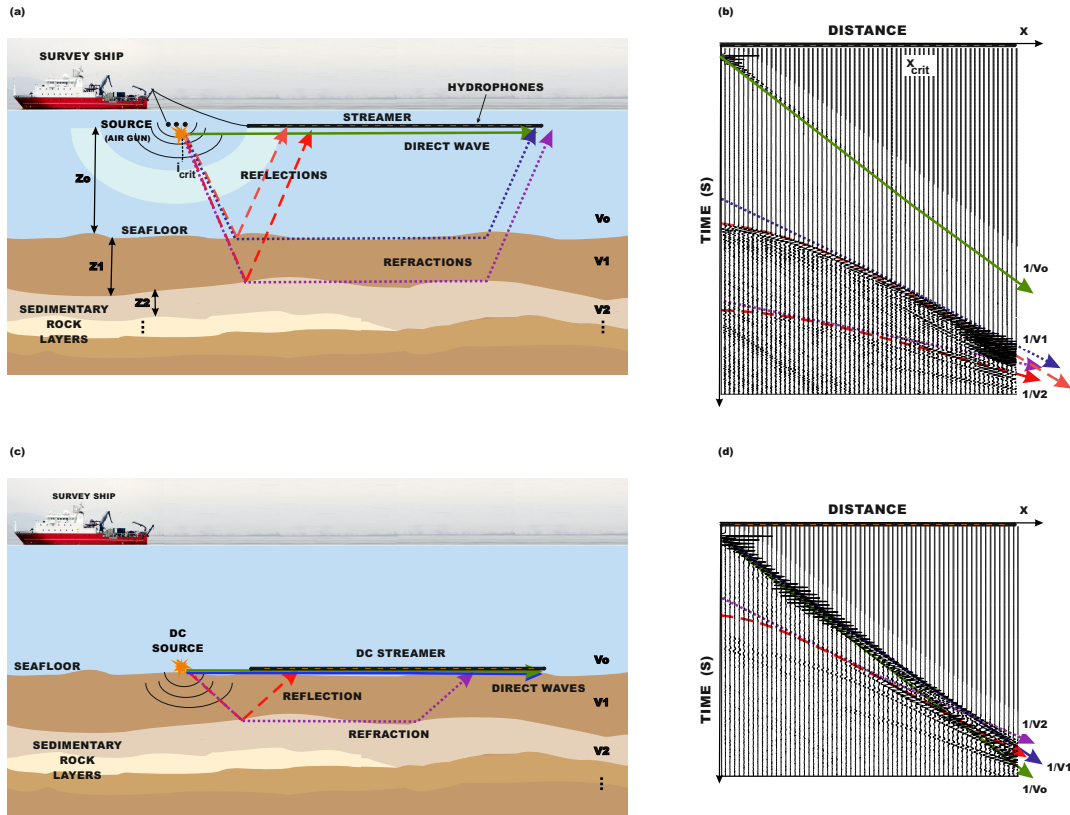 (a)
SURVEY SHIP
HYDROPHONES
STREAMER
SOURCE
(AIR GUN)
DIRECT WAVE
i crit
REFLECTIONS
Zo
Vo
SEAFLOOR
Z1
REFRACTIONS
V1
Z2
SEDIMENTARY
ROCK
LAYERS
V2
(b)
DISTANCE
X
x crit
TIME (S)
1/Vo
1/V1
1/V2
(c)
SURVEY SHIP
DC
SOURCE
DC STREAMER
Vo
SEAFLOOR
REFLECTION
DIRECT WAVES
V1
REFRACTION
SEDIMENTARY
ROCK
LAYERS
V2
(d)
DISTANCE
X
TIME (S)
1/V2
1/V1
1/Vo